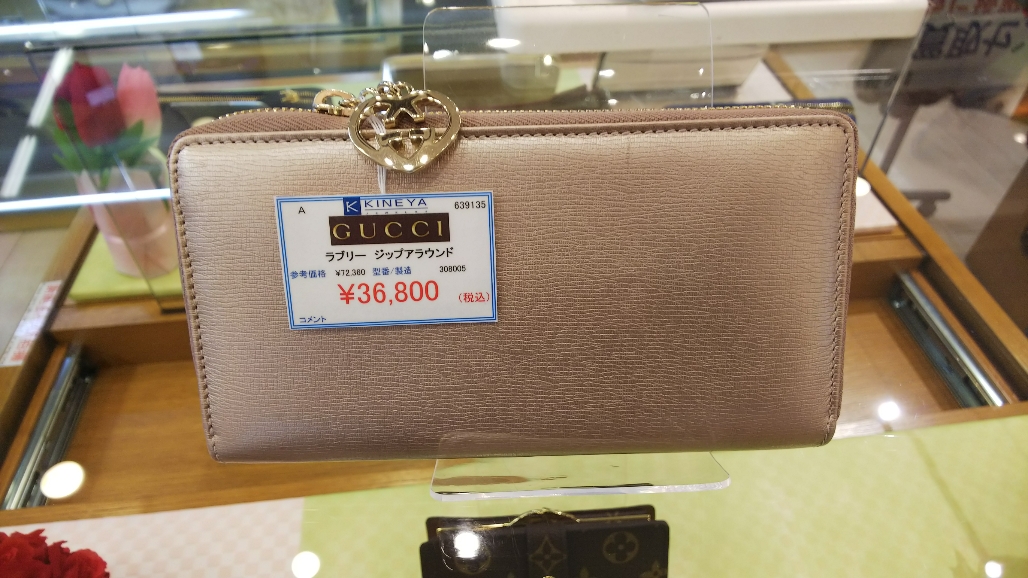 A KINEYA 639135
GUCCI
ラブリー ジップアラウンド
参考価格 ¥72,360 型番/製造 308005
¥36,800 (税込)
コメント